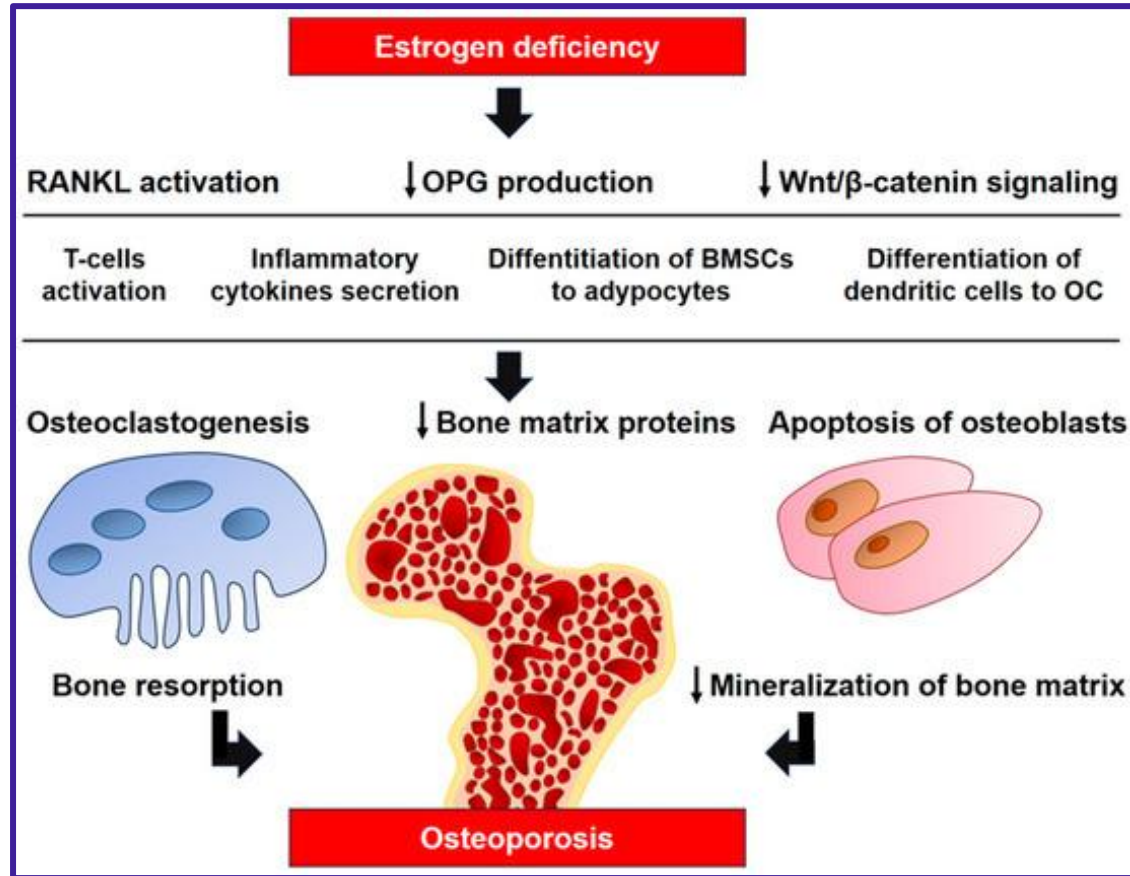 Estrogen deficiency
RANKL activation
↓OPG production
↓Wnt/β-catenin signaling
T-cells
activation
Inflammatory
cytokines secretion
Diffentitiation of BMSCs
to adypocytes
Differentiation of
dendritic cells to OC
Osteoclastogenesis
↓Bone matrix proteins
Apoptosis of osteoblasts
Bone resorption
↓Mineralization of bone matrix
Osteoporosis